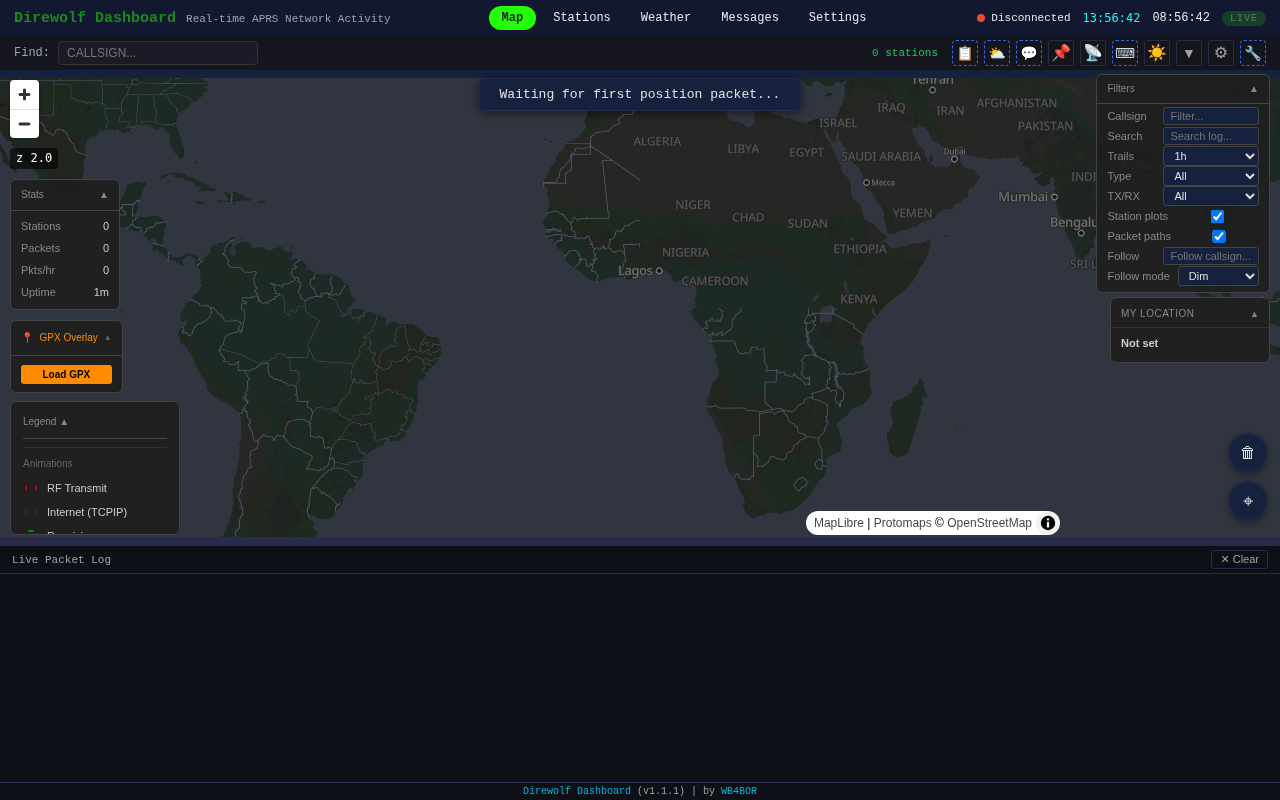 Direwolf Dashboard Real-time APRS Network Activity
Map Stations Weather Messages Settings
Disconnected 13:56:42 08:56:42 LIVE
Find: CALLSIGN...
0 stations
Waiting for first position packet...
z 2.0
Stats ▲
Stations 0
Packets 0
Pkts/hr 0
Uptime 1m
📍 GPX Overlay ▲
Load GPX
Legend ▲
Animations
RF Transmit
Internet (TCPIP)
Tehran
IRAQ
IRAN
AFGHANISTAN
ISRAEL
PAKISTAN
ALGERIA
LIBYA
EGYPT
SAUDI ARABIA
Dubai
Mecca
INDI
Mumbai
NIGER
CHAD
SUDAN
YEMEN
Bengalu
NIGERIA
ETHIOPIA
Lagos
CAMEROON
SRI L
KENYA
Filters ▲
Callsign Filter...
Search Search log...
Trails 1h
Type All
TX/RX All
Station plots
Packet paths
Follow Follow callsign...
Follow mode Dim
MY LOCATION ▲
Not set
MapLibre | Protomaps © OpenStreetMap
Live Packet Log
✕ Clear
Direwolf Dashboard (v1.1.1) | by WB4BOR